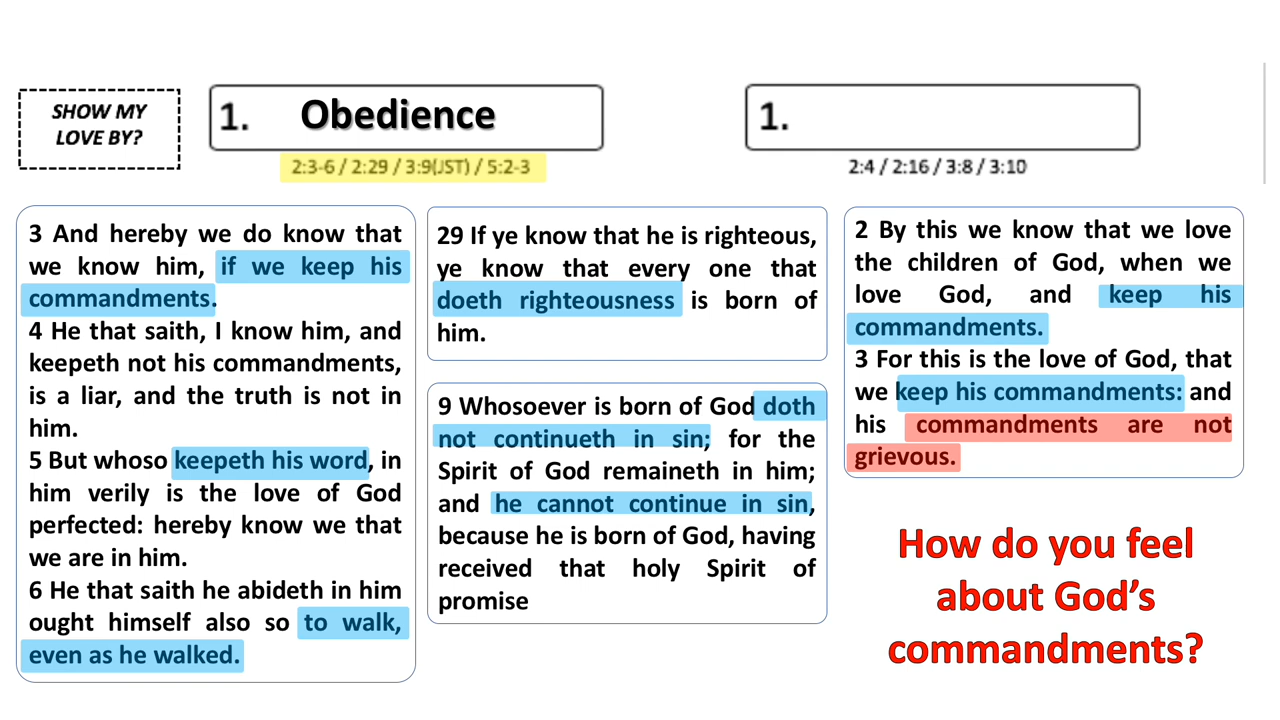 SHOW MY
LOVE BY?
1. Obedience
2:3-6 / 2:29 / 3:9(JST) / 5:2-3
1.
2:4 / 2:16 / 3:8 / 3:10
3 And hereby we do know that
we know him, if we keep his
commandments.
4 He that saith, I know him, and
keepeth not his commandments,
is a liar, and the truth is not in
him.
5 But whoso keepeth his word, in
him verily is the love of God
perfected: hereby know we that
we are in him.
6 He that saith he abideth in him
ought himself also so to walk,
even as he walked.
29 If ye know that he is righteous,
ye know that every one that
doeth righteousness is born of
him.
9 Whosoever is born of God doth
not continueth in sin; for the
Spirit of God remaineth in him;
and he cannot continue in sin,
because he is born of God, having
received that holy Spirit of
promise
2 By this we know that we love
the children of God, when we
love God, and keep his
commandments.
3 For this is the love of God, that
we keep his commandments: and
his commandments are not
grievous.
How do you feel
about God’s
commandments?